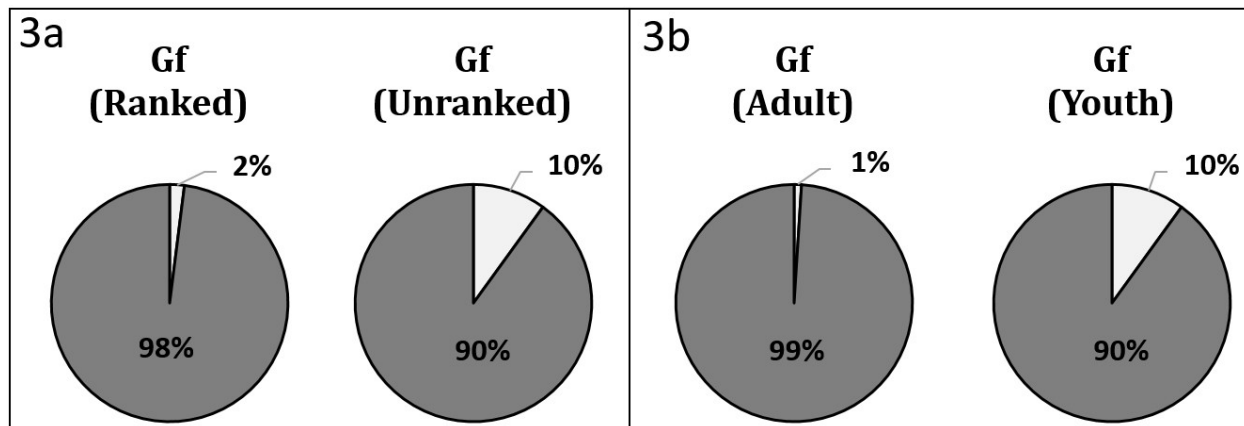 3a
Gf
(Ranked)
2%
98%
Gf
(Unranked)
10%
90%
3b
Gf
(Adult)
1%
99%
Gf
(Youth)
10%
90%